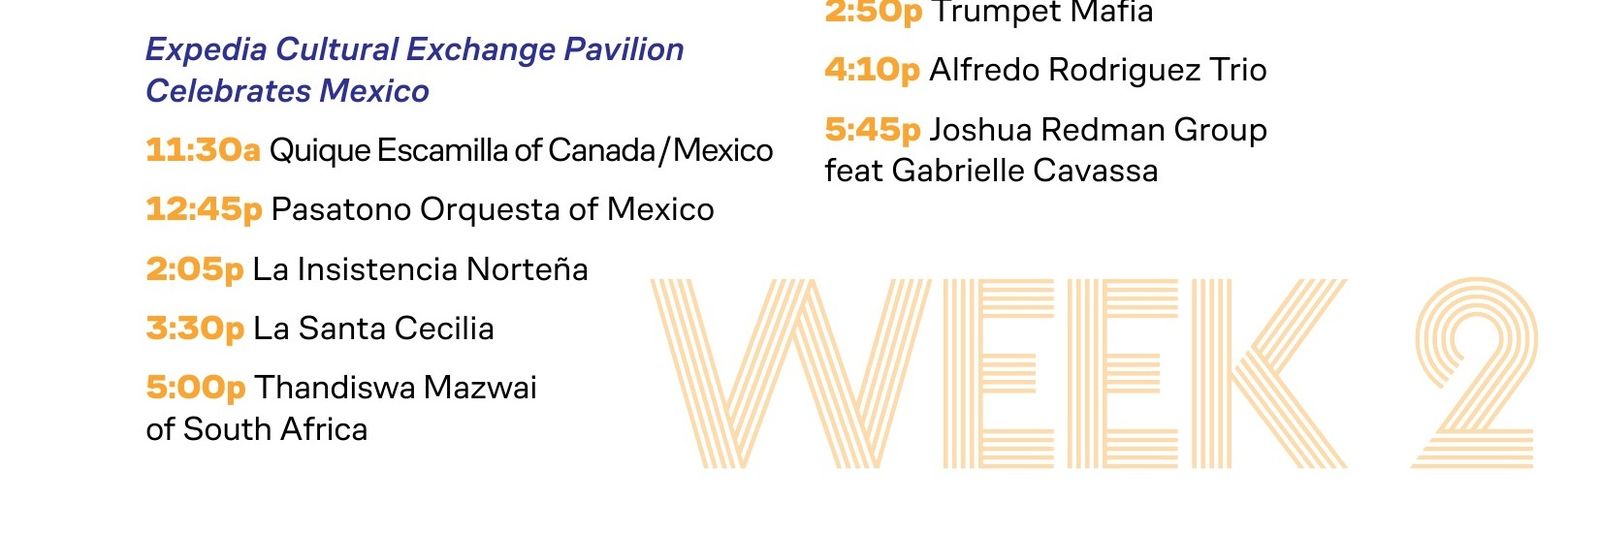 Expedia Cultural Exchange Pavilion
Celebrates Mexico
11:30a Quique Escamilla of Canada/Mexico
12:45p Pasatono Orquesta of Mexico
2:05p La Insistencia Norteña
3:30p La Santa Cecilia
5:00p Thandiswa Mazwai
of South Africa
2:50p Trumpet Mafia
4:10p Alfredo Rodriguez Trio
5:45p Joshua Redman Group
feat Gabrielle Cavassa
WEEK 2